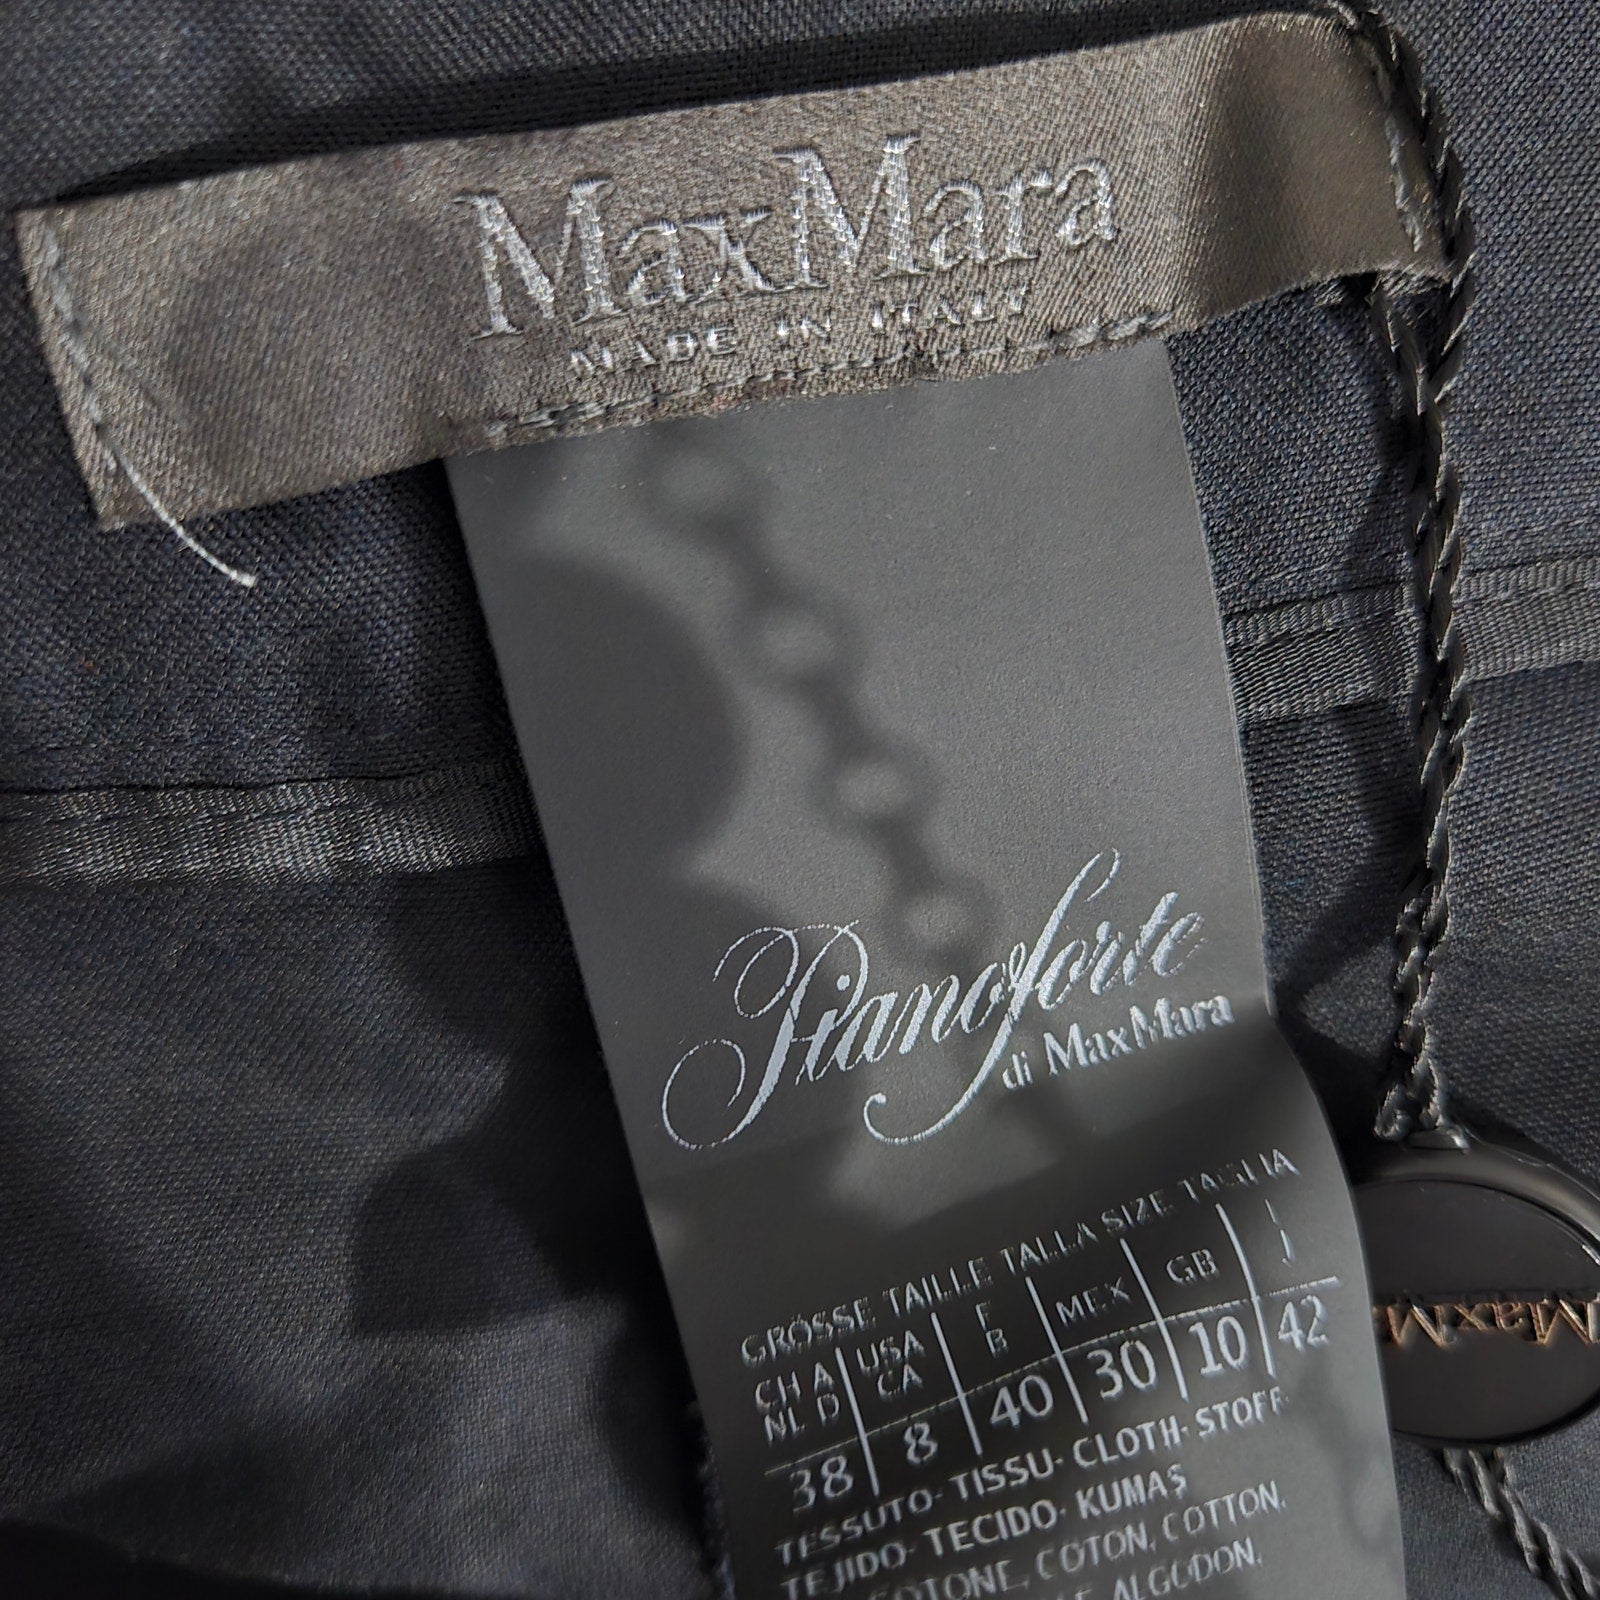 MaxMara
MADE IN ITALY
Pianoforte
di MaxMara
GRÖSSE TAILLE TALLA SIZE TAGLIA
CH A USA F MEX GB I
NL D CA B J
38 8 40 30 10 42
TESSUTO- TISSU- CLOTH- STOFF-
TEJIDO- TECIDO- KUMAŞ
COTONE, COTON, COTTON,
ALGODON,
MaxM